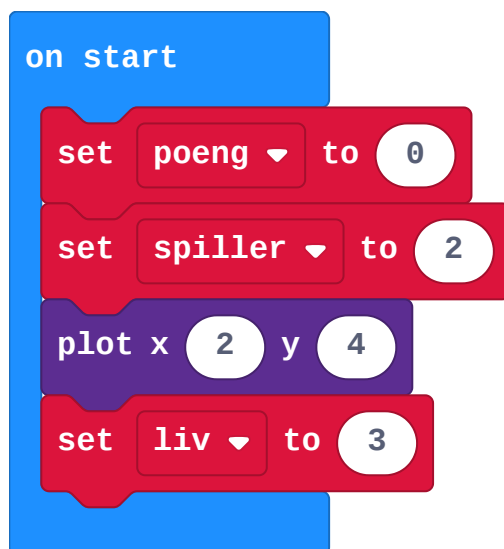 on start
set poeng to 0
set spiller to 2
plot x 2 y 4
set liv to 3